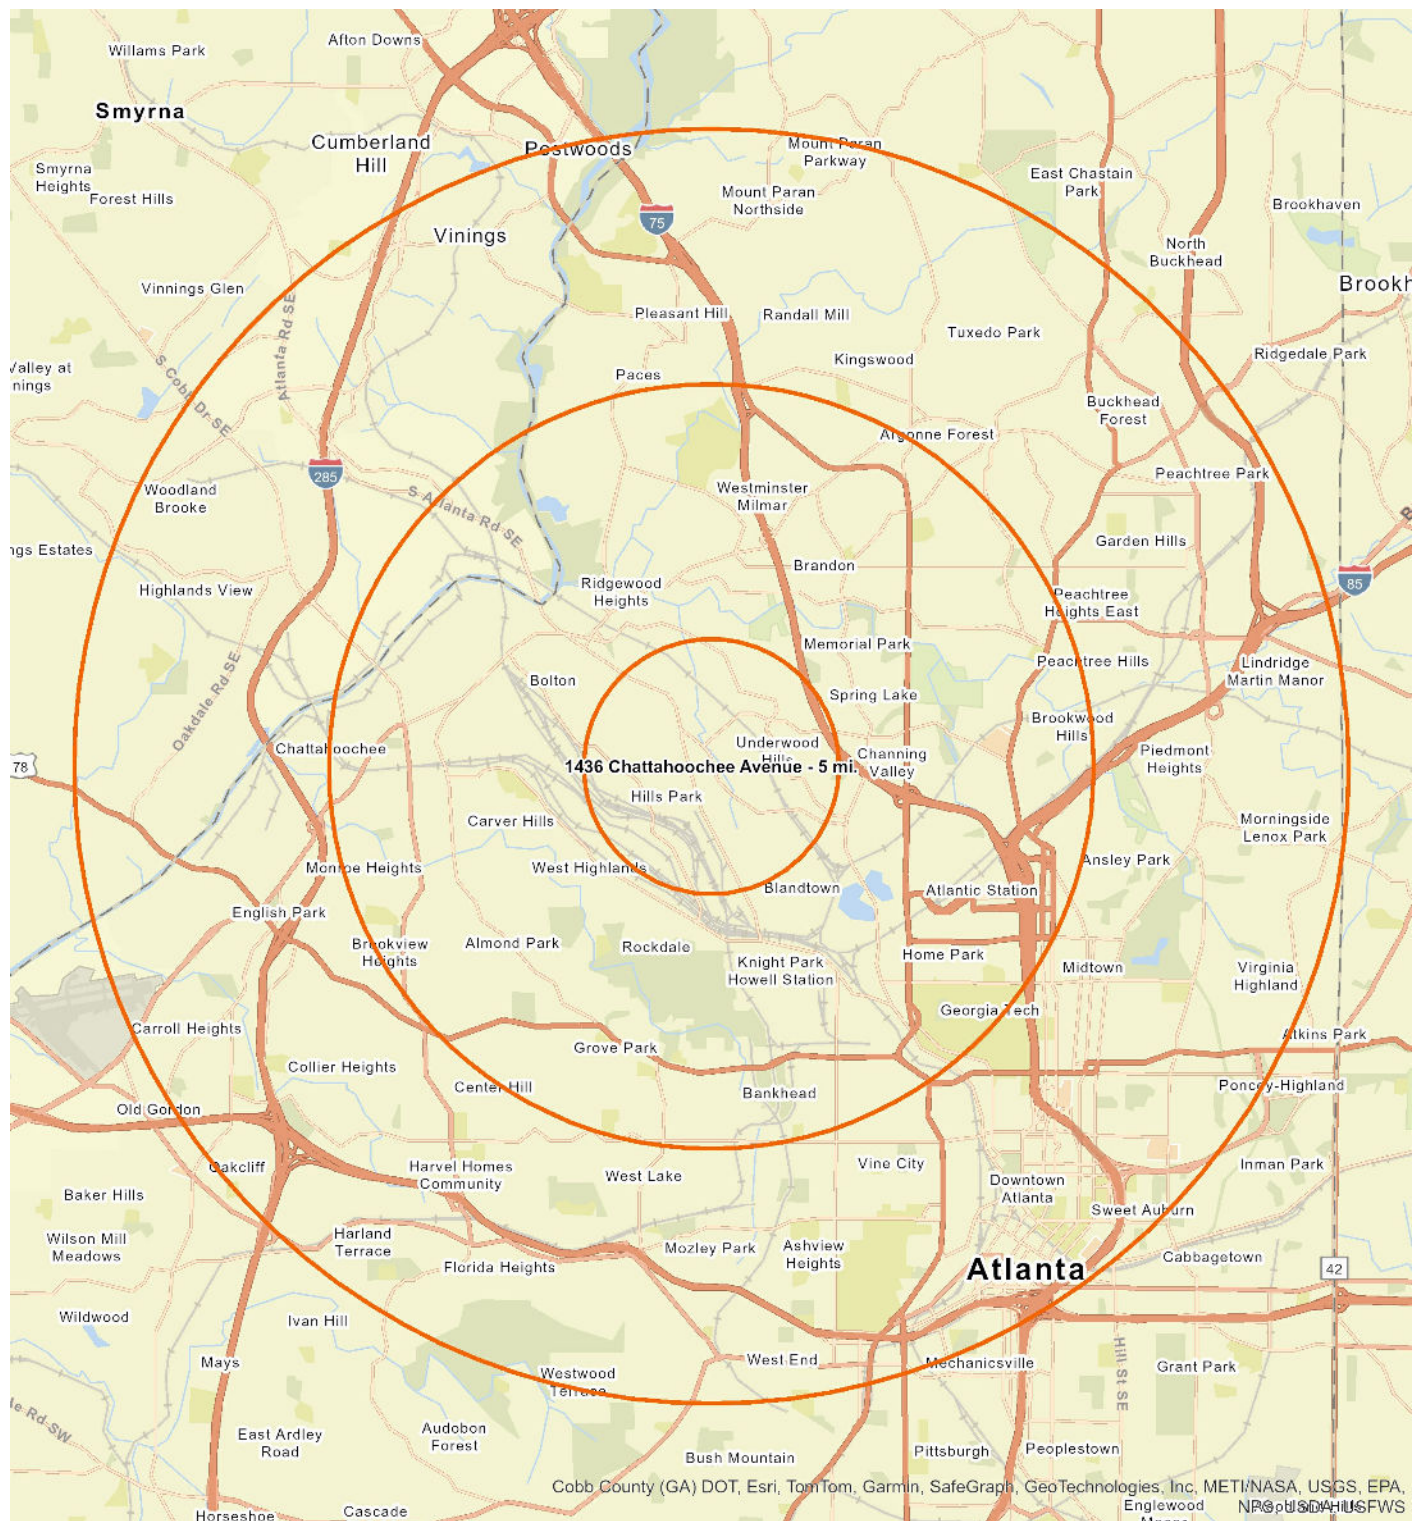 Afton Downs
Willams Park
Smyrna
Cumberland
Hill
Postwoods
Mount Paran
Parkway
Smyrna
Heights
Forest Hills
East Chastain
Park
Mount Paran
Northside
Brookhaven
75
Vinings
North
Buckhead
Vinnings Glen
Brookh
Pleasant Hill
Randall Mill
Tuxedo Park
Atlanta Rd SE
Kingswood
Ridgedale Park
Valley at
nings
Paces
S Cobb Dr SE
Buckhead
Forest
Argonne Forest
285
Peachtree Park
Woodland
Brooke
Westminster
Milmar
S Atlanta Rd SE
Garden Hills
ngs Estates
Brandon
85
Highlands View
Ridgewood
Heights
Peachtree
Heights East
Memorial Park
Peachtree Hills
Lindridge
Martin Manor
Bolton
Spring Lake
Oakdale Rd SE
Brookwood
Hills
Chattahoochee
Underwood
Hills
Channing
Valley
Piedmont
Heights
78
1436 Chattahoochee Avenue - 5 mi.
Hills Park
Carver Hills
Morningside
Lenox Park
Monroe Heights
West Highlands
Ansley Park
Blandtown
Atlantic Station
English Park
Brookview
Heights
Almond Park
Rockdale
Home Park
Knight Park
Howell Station
Midtown
Virginia
Highland
Georgia Tech
Carroll Heights
Atkins Park
Grove Park
Collier Heights
Center Hill
Bankhead
Poncey-Highland
Old Gordon
Oakcliff
Harvel Homes
Community
West Lake
Vine City
Inman Park
Baker Hills
Downtown
Atlanta
Sweet Auburn
Wilson Mill
Meadows
Harland
Terrace
Mozley Park
Ashview
Heights
Cabbagetown
Florida Heights
Atlanta
42
Wildwood
Ivan Hill
Mays
West End
Mechanicsville
Grant Park
Westwood
Terrace
Hill St SE
le Rd SW
East Ardley
Road
Audobon
Forest
Bush Mountain
Pittsburgh
Peoplestown
Cobb County (GA) DOT, Esri, TomTom, Garmin, SafeGraph, GeoTechnologies, Inc, METI/NASA, USGS, EPA,
NPS, USDA, USFWS
Horseshoe
Cascade
Englewood